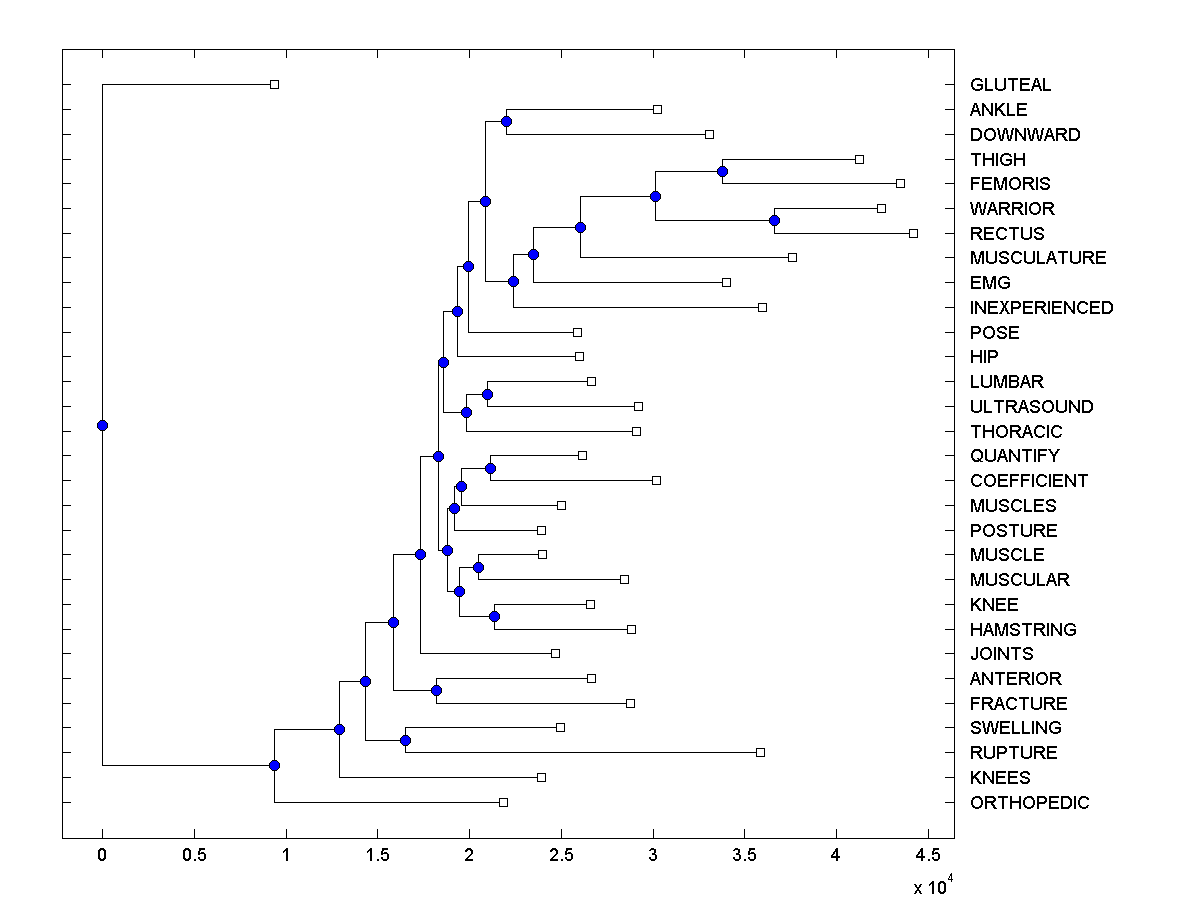 GLUTEAL
ANKLE
DOWNWARD
THIGH
FEMORIS
WARRIOR
RECTUS
MUSCULATURE
EMG
INEXPERIENCED
POSE
HIP
LUMBAR
ULTRASOUND
THORACIC
QUANTIFY
COEFFICIENT
MUSCLES
POSTURE
MUSCLE
MUSCULAR
KNEE
HAMSTRING
JOINTS
ANTERIOR
FRACTURE
SWELLING
RUPTURE
KNEES
ORTHOPEDIC
0 0.5 1 1.5 2 2.5 3 3.5 4 4.5
x 10^4